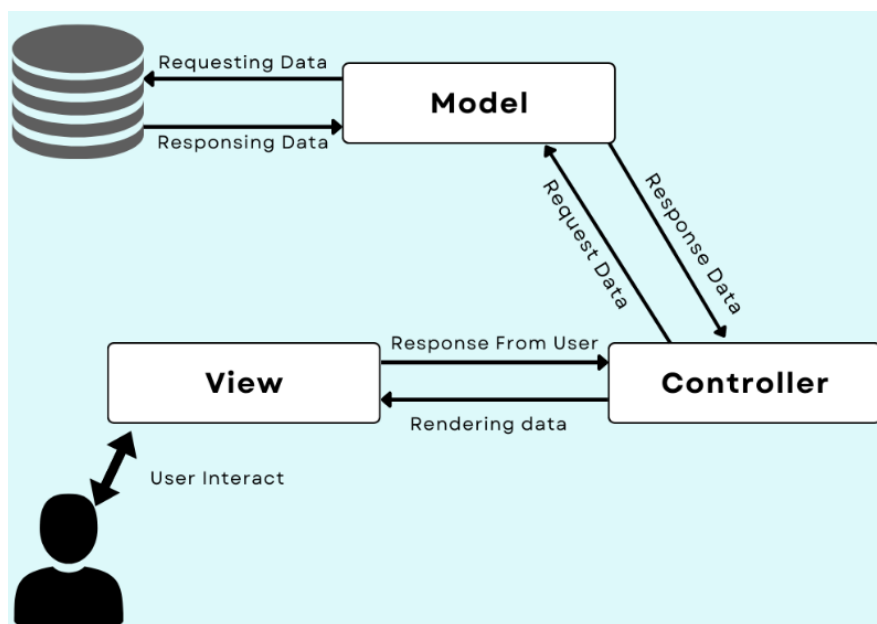 Requesting Data
Model
Responsing Data
Request Data
Response Data
Response From User
View
Controller
Rendering data
User Interact